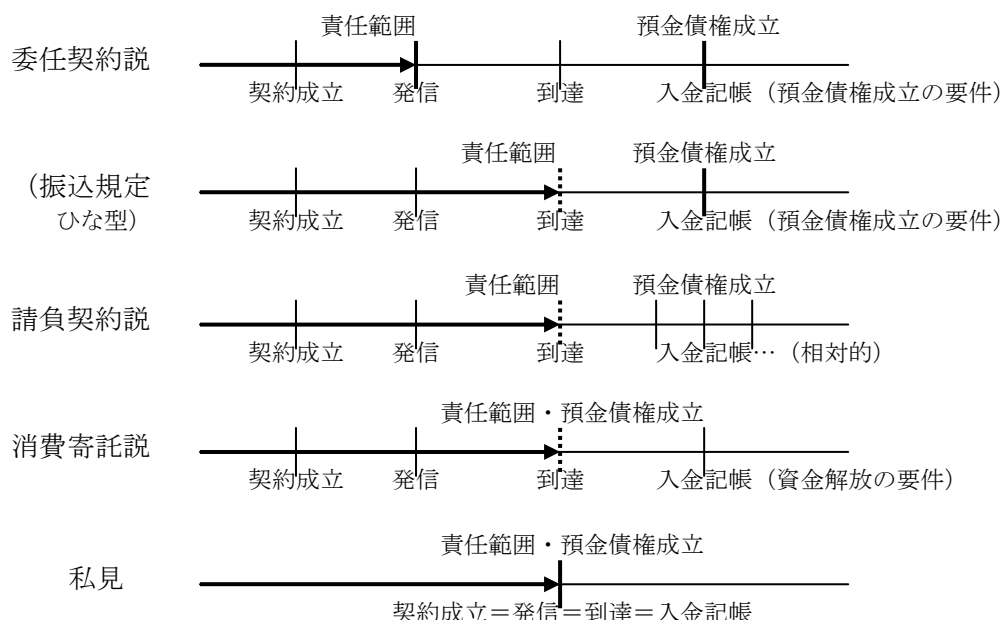 責任範囲 預金債権成立
委任契約説
契約成立 発信 到達 入金記帳（預金債権成立の要件）
責任範囲 預金債権成立
（振込規定
ひな型）
契約成立 発信 到達 入金記帳（預金債権成立の要件）
責任範囲 預金債権成立
請負契約説
契約成立 発信 到達 入金記帳…（相対的）
責任範囲・預金債権成立
消費寄託説
契約成立 発信 到達 入金記帳（資金解放の要件）
責任範囲・預金債権成立
私見
契約成立＝発信＝到達＝入金記帳